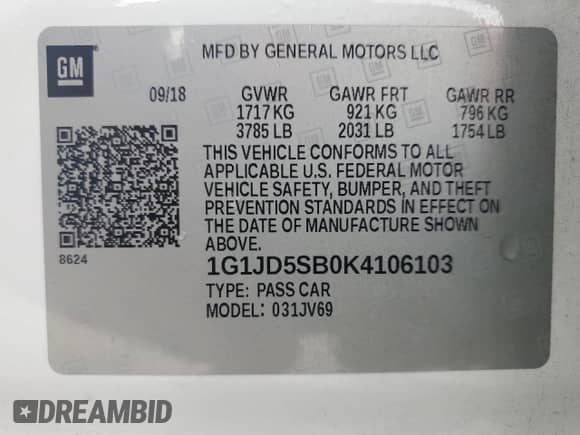 GM
MFD BY GENERAL MOTORS LLC
09/18 GVWR GAWR FRT GAWR RR
1717 KG 921 KG 796 KG
3785 LB 2031 LB 1754 LB
THIS VEHICLE CONFORMS TO ALL
APPLICABLE U.S. FEDERAL MOTOR
VEHICLE SAFETY, BUMPER, AND THEFT
PREVENTION STANDARDS IN EFFECT ON
THE DATE OF MANUFACTURE SHOWN
ABOVE.
8624
1G1JD5SB0K4106103
TYPE: PASS CAR
MODEL: 031JV69
DREAMBID